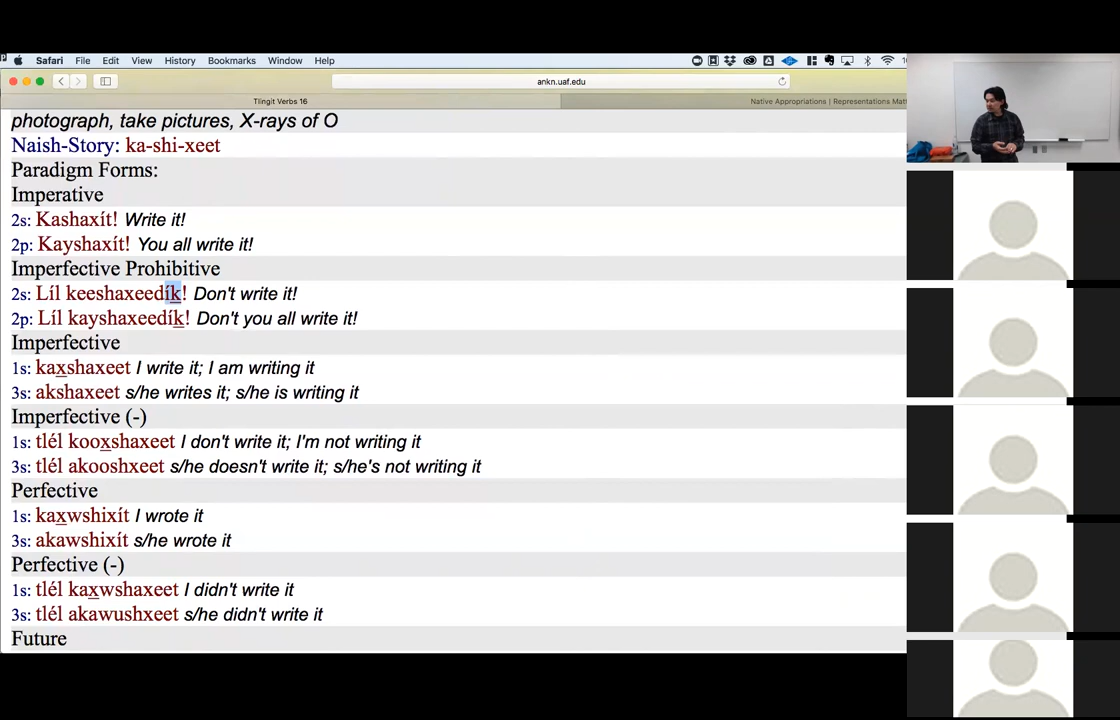 Safari File Edit View History Bookmarks Window Help
ankn.uaf.edu
Tlingit Verbs 16
Native Appropriations | Representations Matt
photograph, take pictures, X-rays of O
Naish-Story: ka-shi-xeet
Paradigm Forms:
Imperative
2s: Kashaxít! Write it!
2p: Kayshaxít! You all write it!
Imperfective Prohibitive
2s: Líl keeshaxeedíḵ! Don't write it!
2p: Líl kayshaxeedíḵ! Don't you all write it!
Imperfective
1s: kax̲shaxeet I write it; I am writing it
3s: akshaxeet s/he writes it; s/he is writing it
Imperfective (-)
1s: tlél koox̲shaxeet I don't write it; I'm not writing it
3s: tlél akooshxeet s/he doesn't write it; s/he's not writing it
Perfective
1s: kax̲wshixít I wrote it
3s: akawshixít s/he wrote it
Perfective (-)
1s: tlél kax̲wshaxeet I didn't write it
3s: tlél akawushxeet s/he didn't write it
Future